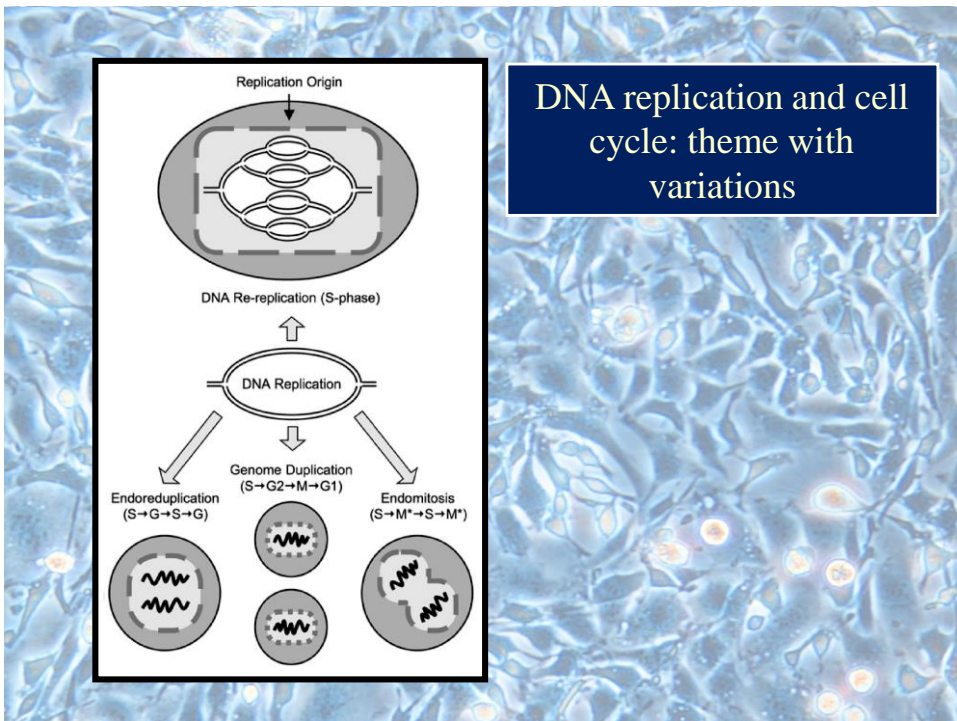 DNA replication and cell
cycle: theme with
variations
Replication Origin
DNA Re-replication (S-phase)
DNA Replication
Genome Duplication
(S→G2→M→G1)
Endoreduplication
(S→G→S→G)
Endomitosis
(S→M*→S→M*)